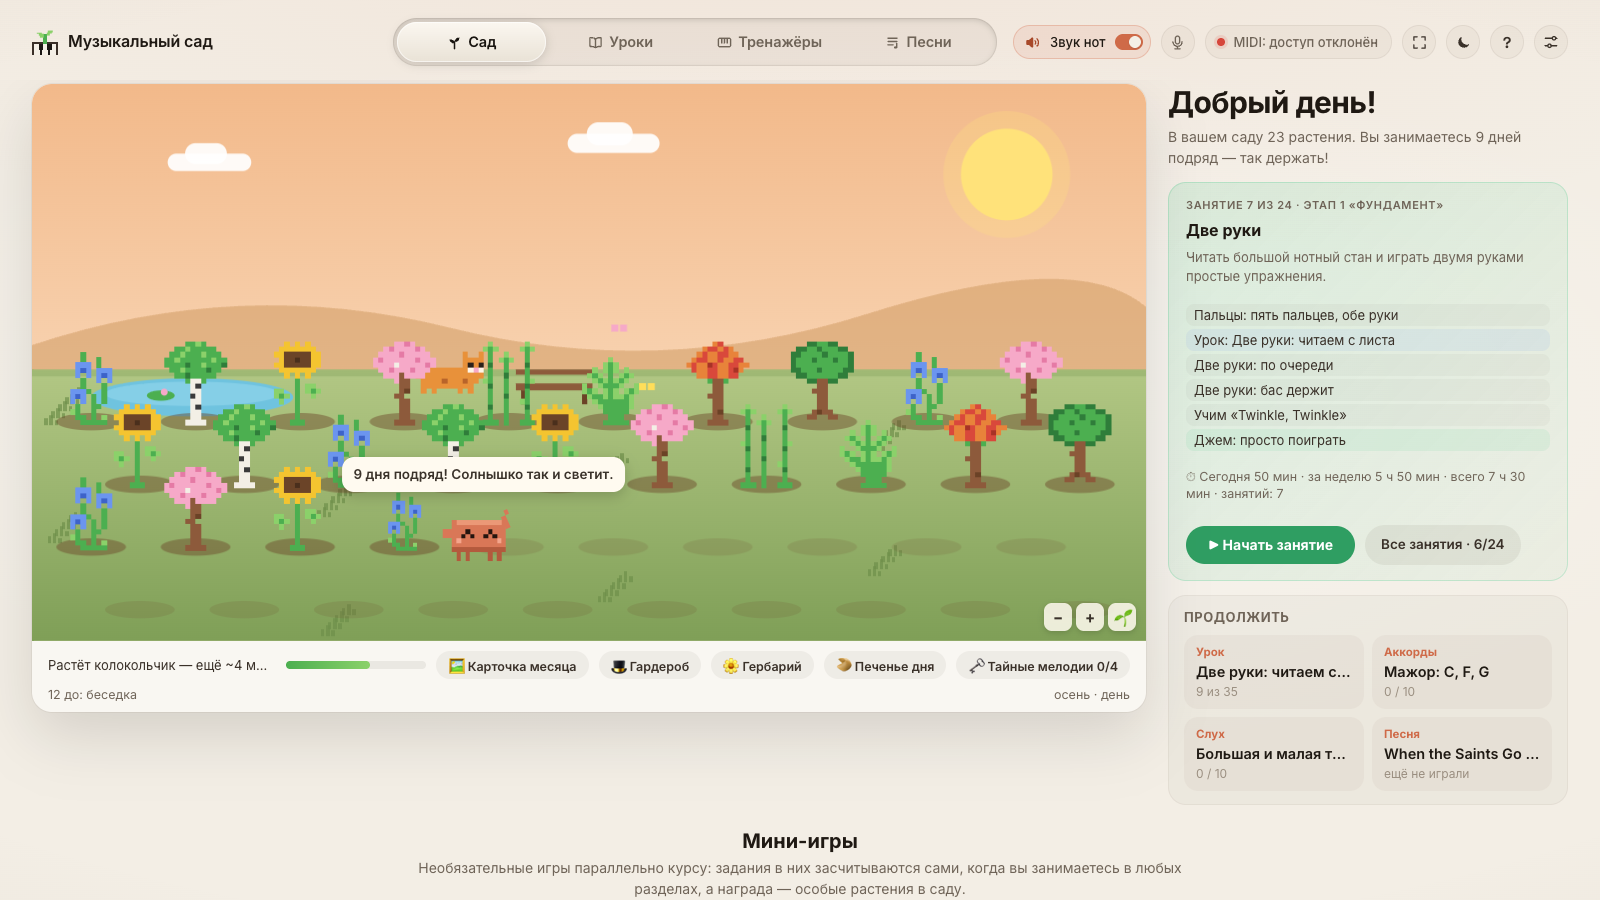 Музыкальный сад
Сад
Уроки
Тренажёры
Песни
Звук нот
MIDI: доступ отклонён
?
Добрый день!
В вашем саду 23 растения. Вы занимаетесь 9 дней
подряд — так держать!
ЗАНЯТИЕ 7 ИЗ 24 · ЭТАП 1 «ФУНДАМЕНТ»
Две руки
Читать большой нотный стан и играть двумя руками
простые упражнения.
Пальцы: пять пальцев, обе руки
Урок: Две руки: читаем с листа
Две руки: по очереди
Две руки: бас держит
Учим «Twinkle, Twinkle»
Джем: просто поиграть
⏱ Сегодня 50 мин · за неделю 5 ч 50 мин · всего 7 ч 30
мин · занятий: 7
Начать занятие
Все занятия · 6/24
9 дня подряд! Солнышко так и светит.
− +
Растёт колокольчик — ещё ~4 м...
Карточка месяца
Гардероб
Гербарий
Печенье дня
Тайные мелодии 0/4
12 до: беседка
осень · день
ПРОДОЛЖИТЬ
Урок
Две руки: читаем с...
9 из 35
Аккорды
Мажор: C, F, G
0 / 10
Слух
Большая и малая т...
0 / 10
Песня
When the Saints Go ...
ещё не играли
Мини-игры
Необязательные игры параллельно курсу: задания в них засчитываются сами, когда вы занимаетесь в любых
разделах, а награда — особые растения в саду.